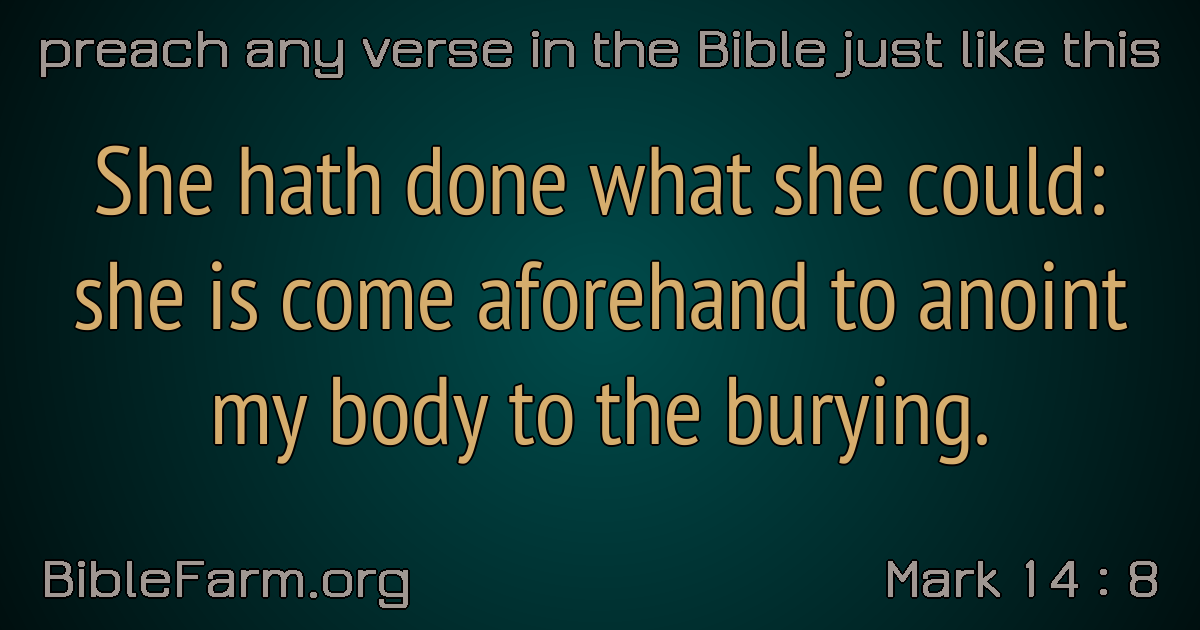 preach any verse in the Bible just like this
She hath done what she could:
she is come aforehand to anoint
my body to the burying.
BibleFarm.org
Mark 14 : 8